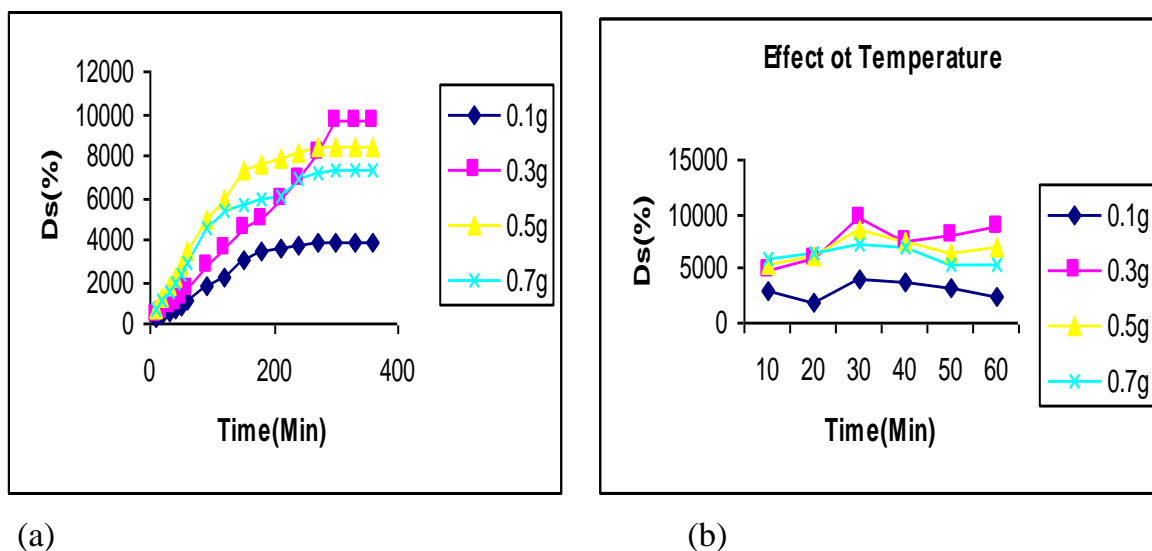 12000
10000
8000
6000
4000
2000
0
Ds(%)
0 200 400
Time(Min)
0.1g
0.3g
0.5g
0.7g
(a)
Effect ot Temperature
15000
10000
5000
0
Ds(%)
10 20 30 40 50 60
Time(Min)
0.1g
0.3g
0.5g
0.7g
(b)